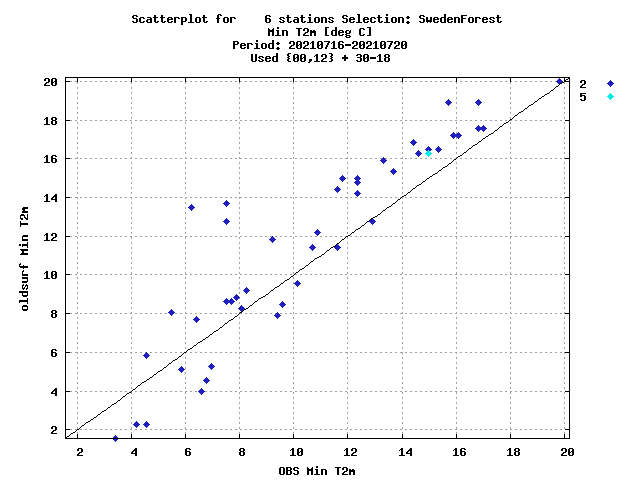 Scatterplot for    6 stations Selection: SwedenForest
Min T2m [deg C]
Period: 20210716-20210720
Used {00,12} + 30-18
2
5
20
18
16
14
12
10
8
6
4
2
oldsurf Min T2m
2 4 6 8 10 12 14 16 18 20
OBS Min T2m